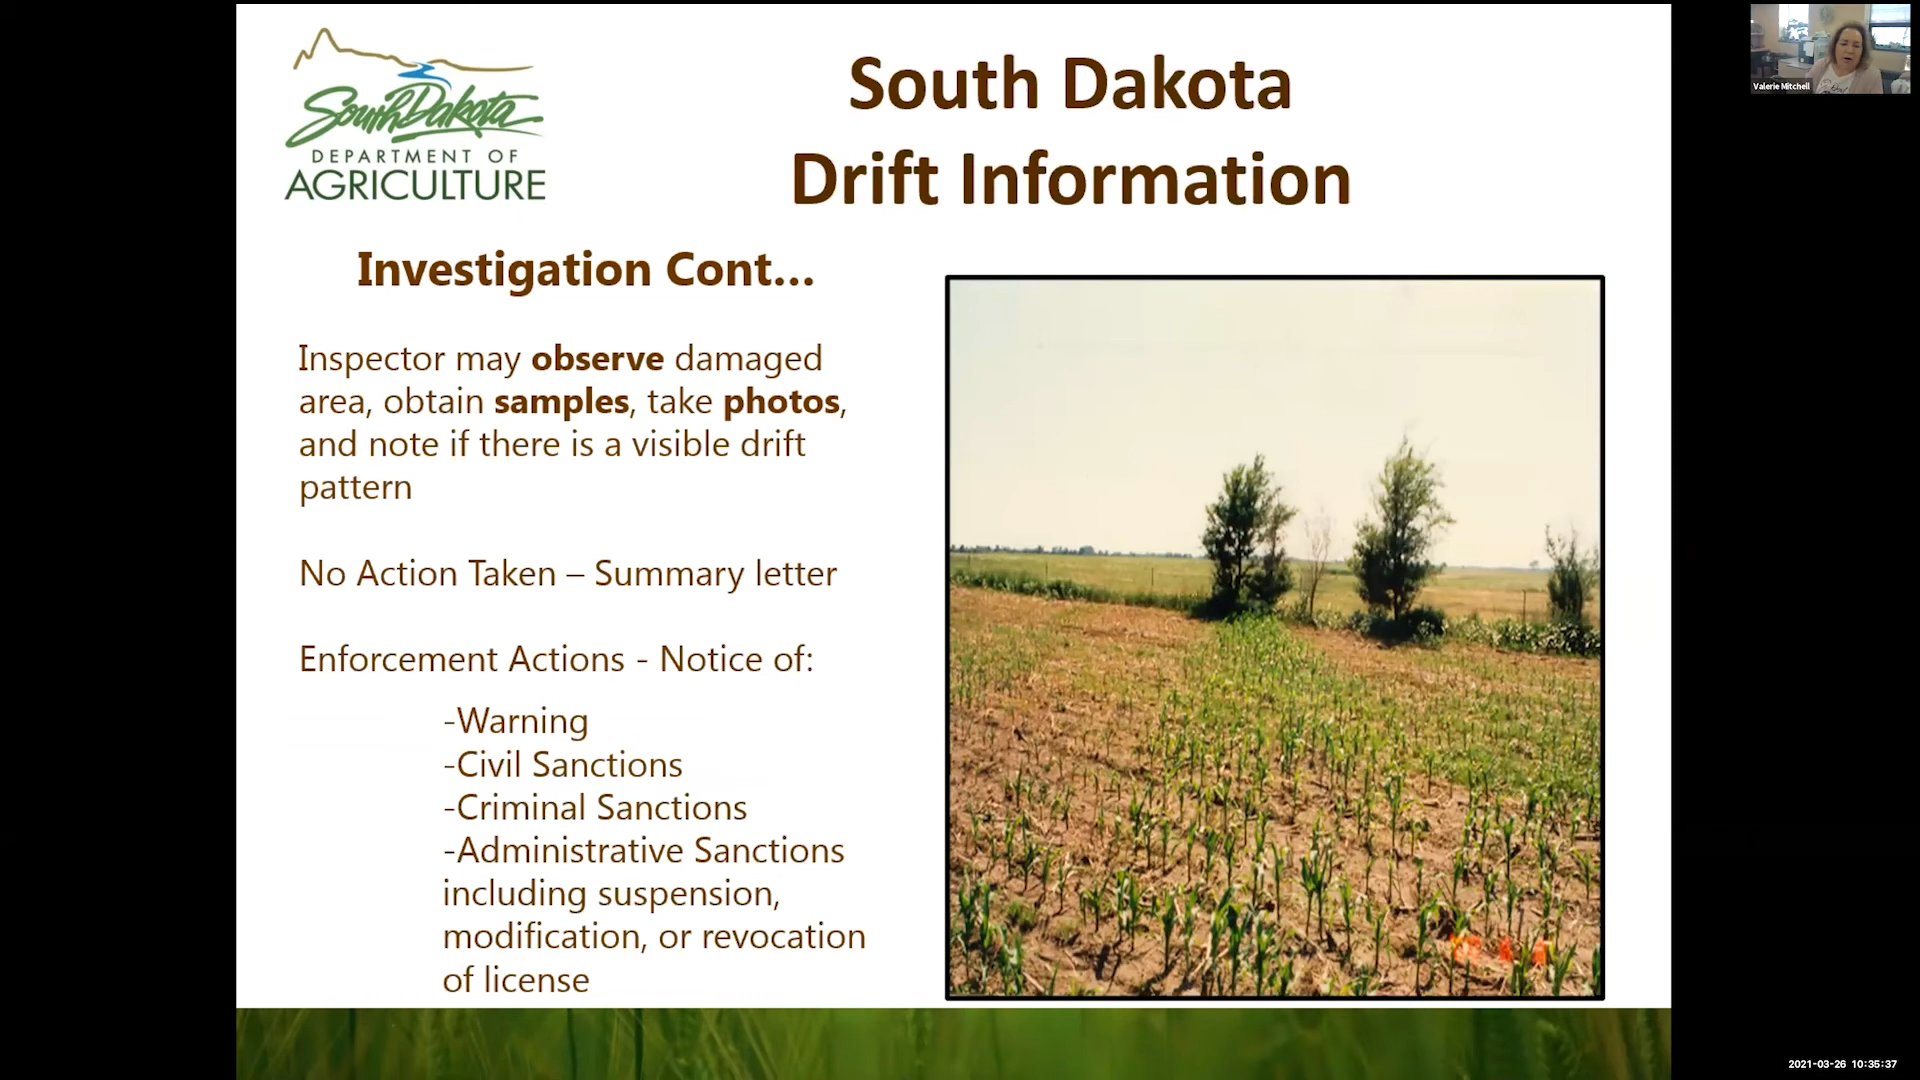 South Dakota
DEPARTMENT OF
AGRICULTURE
South Dakota
Drift Information
Investigation Cont...
Inspector may observe damaged
area, obtain samples, take photos,
and note if there is a visible drift
pattern
No Action Taken – Summary letter
Enforcement Actions - Notice of:
-Warning
-Civil Sanctions
-Criminal Sanctions
-Administrative Sanctions
including suspension,
modification, or revocation
of license
Valerie Mitchell
2021-03-26 10:35:37